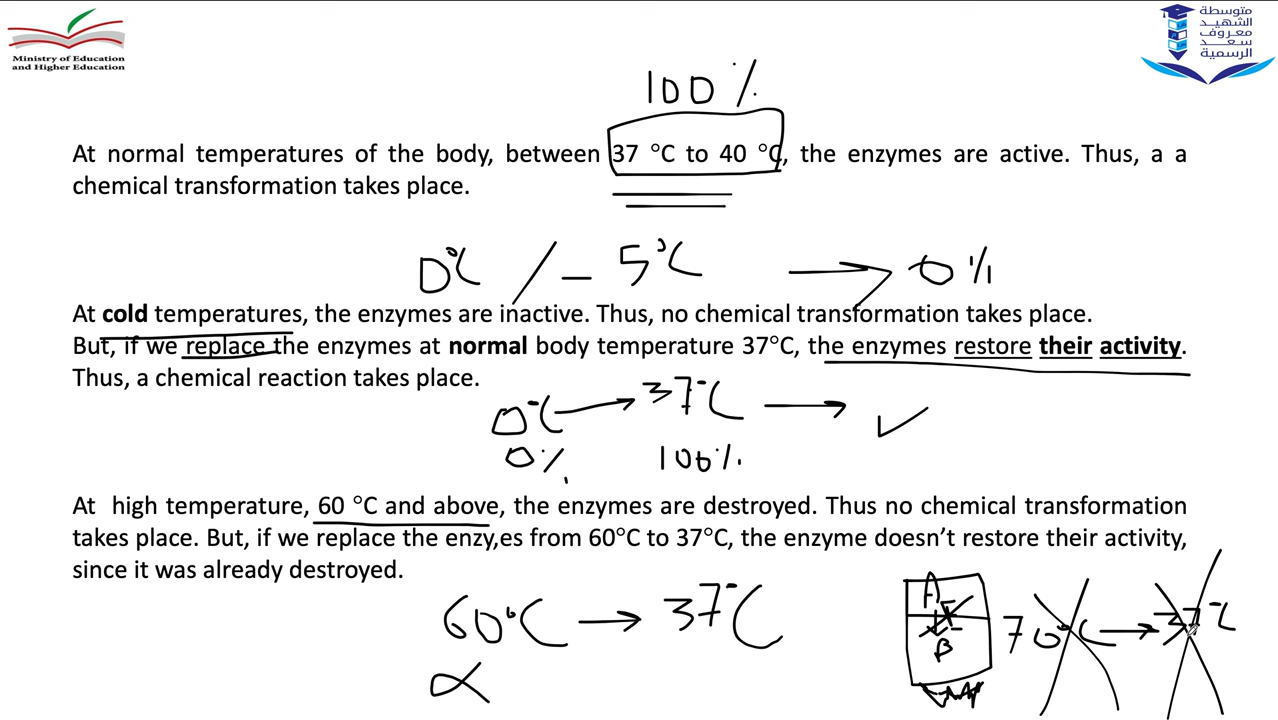 Ministry of Education
and Higher Education
متوسطة
الشهيد
معروف
سعد
الرسمية
100 %
At normal temperatures of the body, between 37 °C to 40 °C, the enzymes are active. Thus, a a
chemical transformation takes place.
0°C / - 5°C → 0%
At cold temperatures, the enzymes are inactive. Thus, no chemical transformation takes place.
But, if we replace the enzymes at normal body temperature 37°C, the enzymes restore their activity.
Thus, a chemical reaction takes place.
0°C → 37°C → ✓
0% 100%
At high temperature, 60 °C and above, the enzymes are destroyed. Thus no chemical transformation
takes place. But, if we replace the enzy,es from 60°C to 37°C, the enzyme doesn't restore their activity,
since it was already destroyed.
60°C → 37°C
A
B
70°C → 37°C